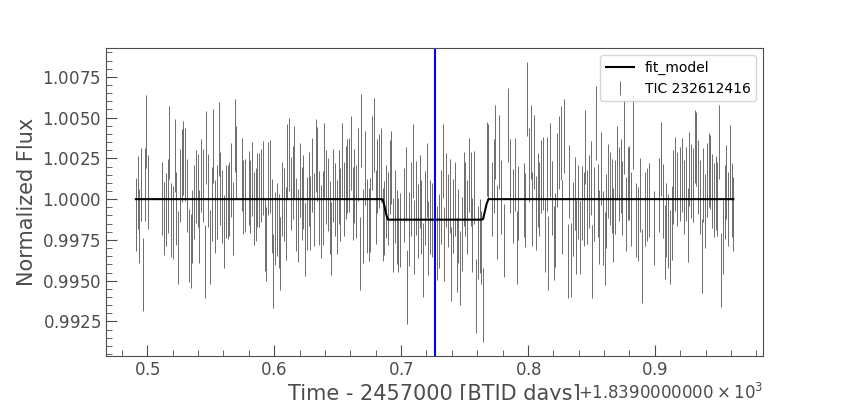 fit_model
TIC 232612416
1.0075
1.0050
1.0025
1.0000
0.9975
0.9950
0.9925
Normalized Flux
0.5 0.6 0.7 0.8 0.9
Time - 2457000 [BTJD days]
+1.8390000000 × 10³